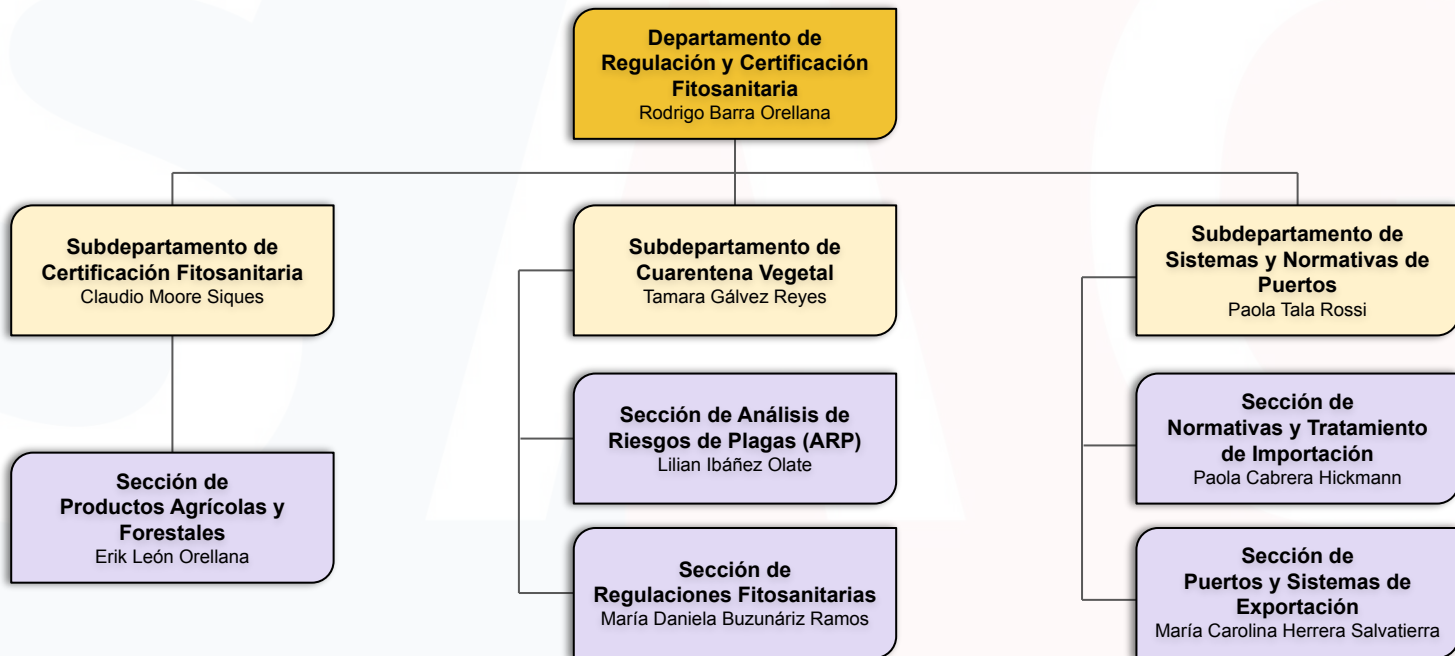 Departamento de
Regulación y Certificación
Fitosanitaria
Rodrigo Barra Orellana
Subdepartamento de
Certificación Fitosanitaria
Claudio Moore Siques
Subdepartamento de
Cuarentena Vegetal
Tamara Gálvez Reyes
Subdepartamento de
Sistemas y Normativas de
Puertos
Paola Tala Rossi
Sección de
Productos Agrícolas y
Forestales
Erik León Orellana
Sección de Análisis de
Riesgos de Plagas (ARP)
Lilian Ibáñez Olate
Sección de
Normativas y Tratamiento
de Importación
Paola Cabrera Hickmann
Sección de
Regulaciones Fitosanitarias
María Daniela Buzunáriz Ramos
Sección de
Puertos y Sistemas de
Exportación
María Carolina Herrera Salvatierra